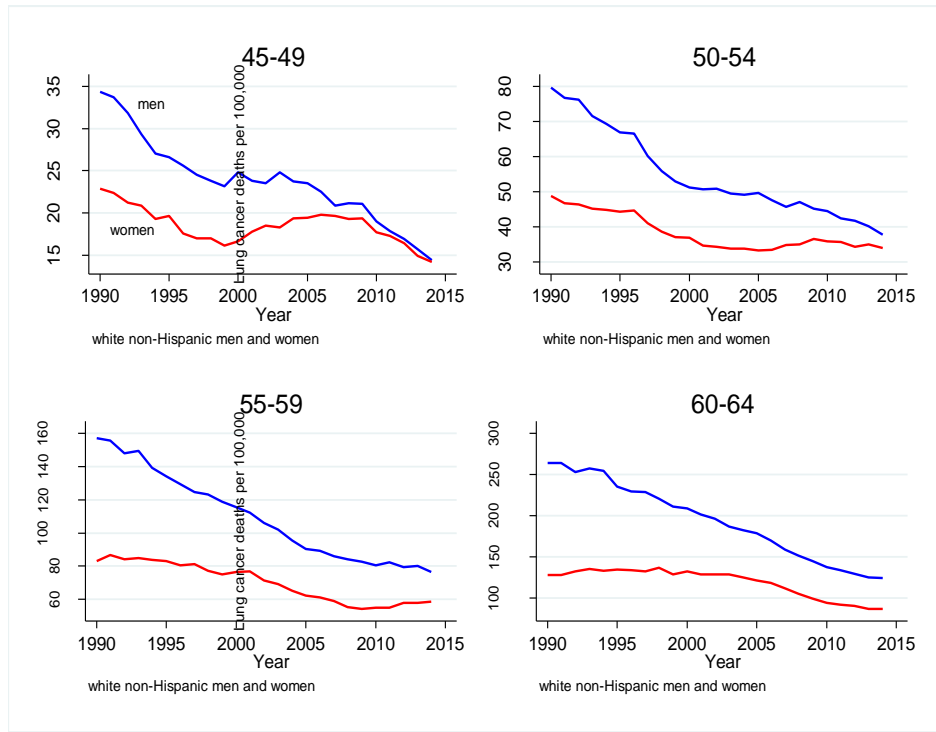 45-49
Lung cancer deaths per 100,000
35
30
25
20
15
men
women
1990 1995 2000 2005 2010 2015
Year
white non-Hispanic men and women
50-54
80
70
60
50
40
30
1990 1995 2000 2005 2010 2015
Year
white non-Hispanic men and women
55-59
Lung cancer deaths per 100,000
160
140
120
100
80
60
1990 1995 2000 2005 2010 2015
Year
white non-Hispanic men and women
60-64
300
250
200
150
100
1990 1995 2000 2005 2010 2015
Year
white non-Hispanic men and women